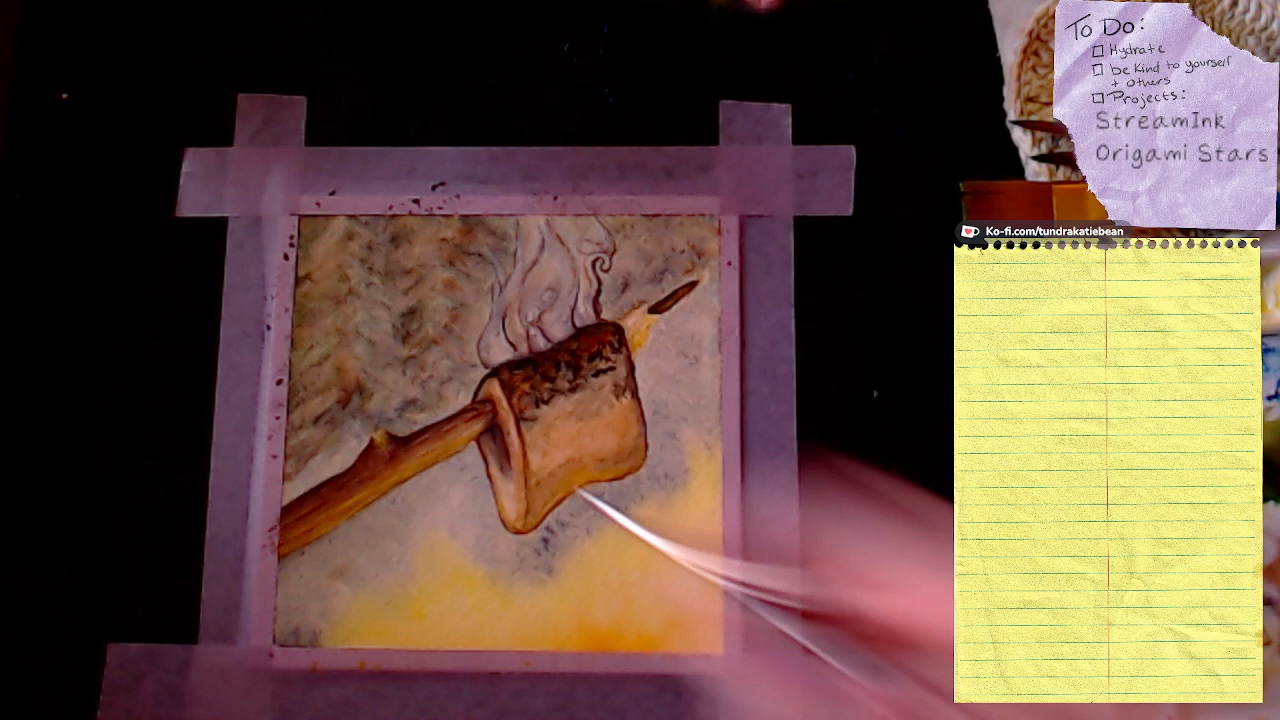 To Do:
Hydrate
be kind to yourself
+ others
Projects:
StreamInk
Origami Stars
Ko-fi.com/tundrakatiebean